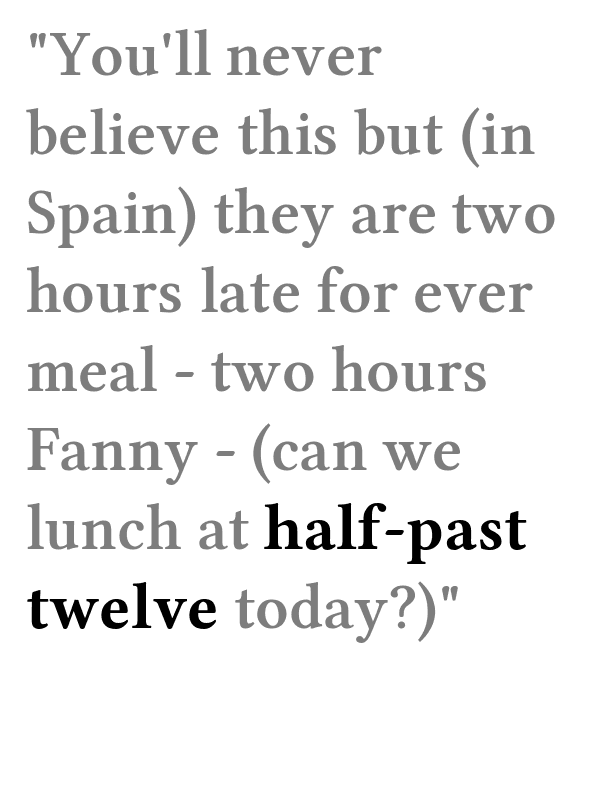 "You'll never
believe this but (in
Spain) they are two
hours late for ever
meal - two hours
Fanny - (can we
lunch at half-past
twelve today?)"